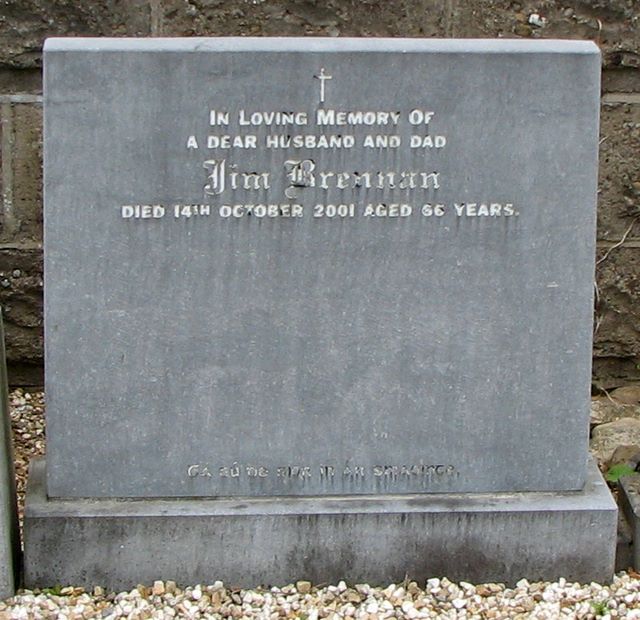 In Loving Memory Of
A DEAR HUSBAND AND DAD
Jim Brennan
DIED 14TH OCTOBER 2001 AGED 66 YEARS.